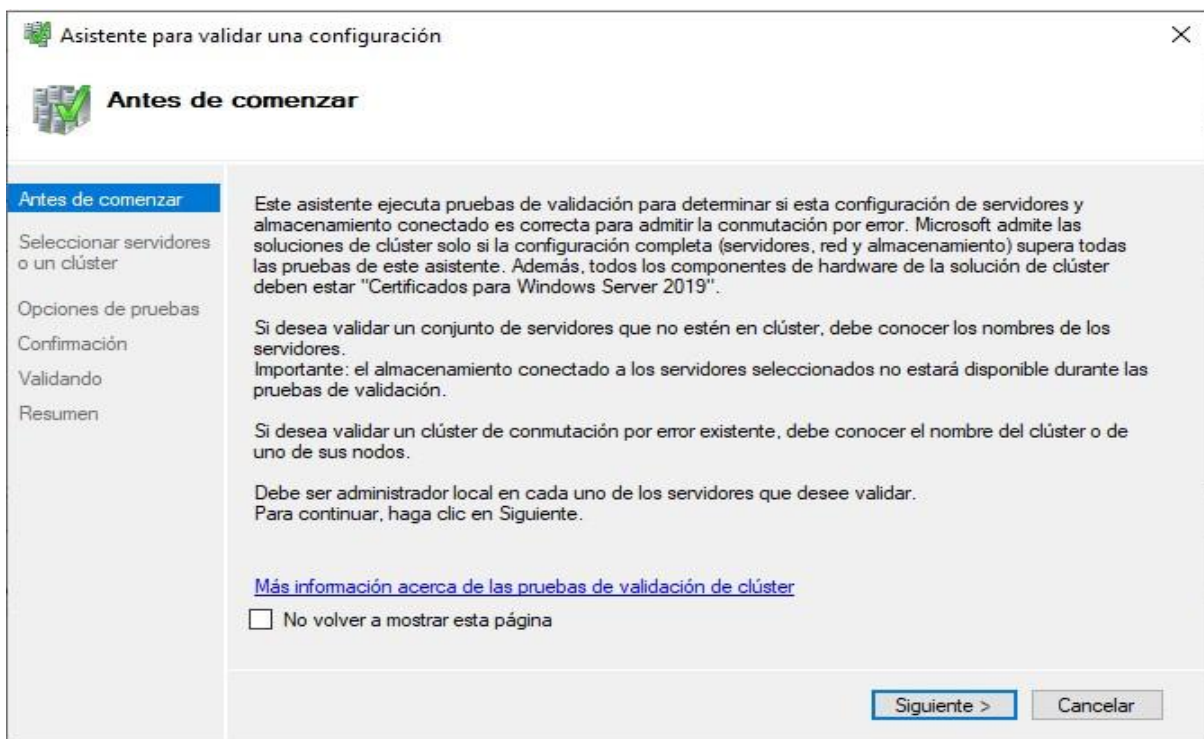 Asistente para validar una configuración
Antes de comenzar
Antes de comenzar
Seleccionar servidores
o un clúster
Opciones de pruebas
Confirmación
Validando
Resumen
Este asistente ejecuta pruebas de validación para determinar si esta configuración de servidores y
almacenamiento conectado es correcta para admitir la conmutación por error. Microsoft admite las
soluciones de clúster solo si la configuración completa (servidores, red y almacenamiento) supera todas
las pruebas de este asistente. Además, todos los componentes de hardware de la solución de clúster
deben estar "Certificados para Windows Server 2019".
Si desea validar un conjunto de servidores que no estén en clúster, debe conocer los nombres de los
servidores.
Importante: el almacenamiento conectado a los servidores seleccionados no estará disponible durante las
pruebas de validación.
Si desea validar un clúster de conmutación por error existente, debe conocer el nombre del clúster o de
uno de sus nodos.
Debe ser administrador local en cada uno de los servidores que desee validar.
Para continuar, haga clic en Siguiente.
Más información acerca de las pruebas de validación de clúster
No volver a mostrar esta página
Siguiente >
Cancelar